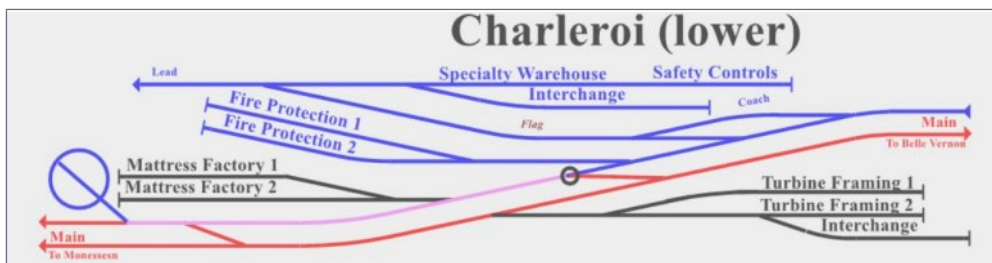 Charleroi (lower)
Lead
Specialty Warehouse
Safety Controls
Interchange
Coach
Fire Protection 1
Flag
Fire Protection 2
Main
To Belle Vernon
Mattress Factory 1
Mattress Factory 2
Turbine Framing 1
Turbine Framing 2
Interchange
Main
To Monessesn